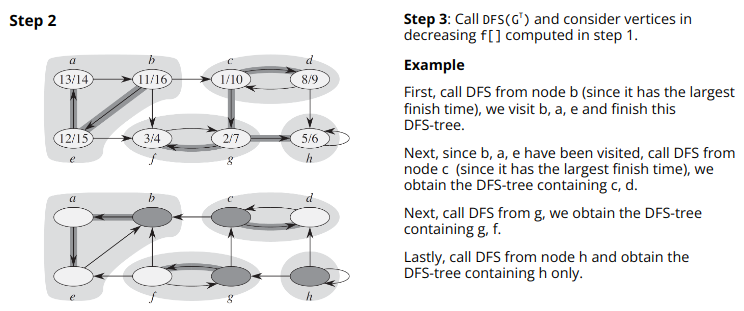 Step 2
a b c d
13/14 11/16 1/10 8/9
12/15 3/4 2/7 5/6
e f g h
a b c d
e f g h
Step 3: Call DFS(Gᵀ) and consider vertices in
decreasing f[] computed in step 1.
Example
First, call DFS from node b (since it has the largest
finish time), we visit b, a, e and finish this
DFS-tree.
Next, since b, a, e have been visited, call DFS from
node c (since it has the largest finish time), we
obtain the DFS-tree containing c, d.
Next, call DFS from g, we obtain the DFS-tree
containing g, f.
Lastly, call DFS from node h and obtain the
DFS-tree containing h only.